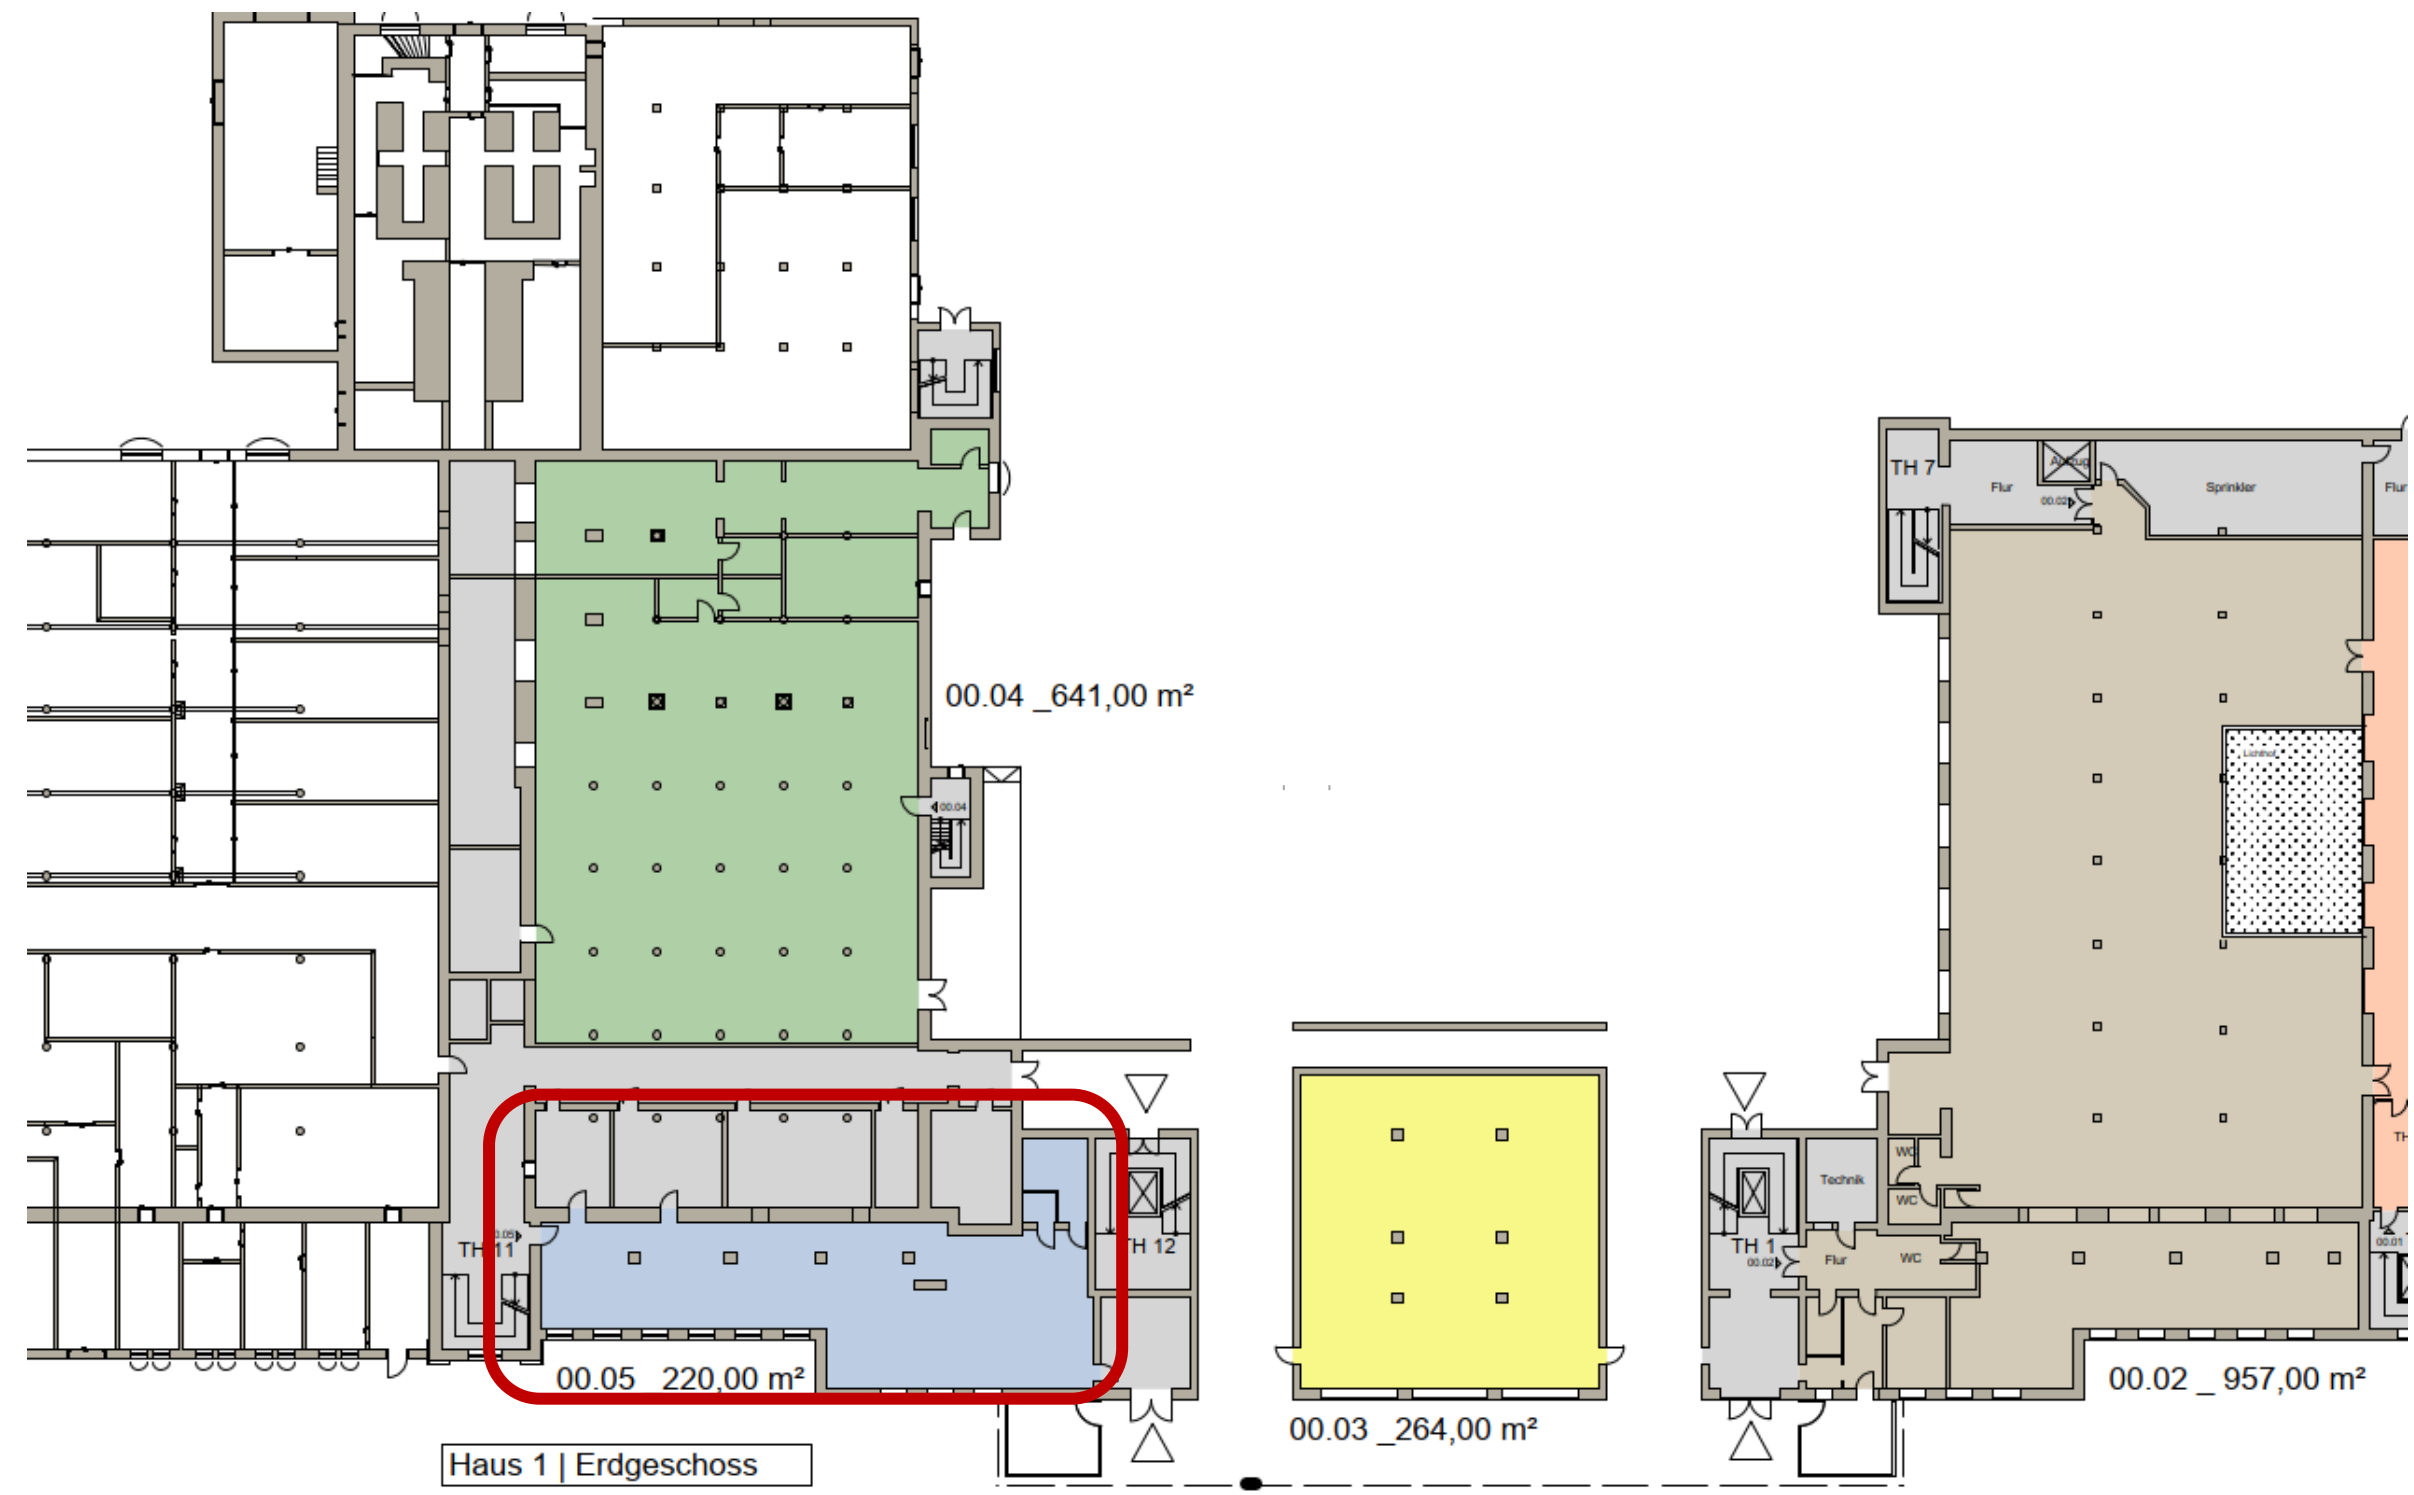 TH 7
Flur
Aufzug
00.02
Sprinkler
Flur
00.04 _641,00 m²
Lichthof
00.04
TH
WC
Technik
WC
00.05
TH 11
TH 12
TH 1
00.02
Flur
WC
00.01
00.05 220,00 m²
00.02 _ 957,00 m²
00.03 _264,00 m²
Haus 1 | Erdgeschoss